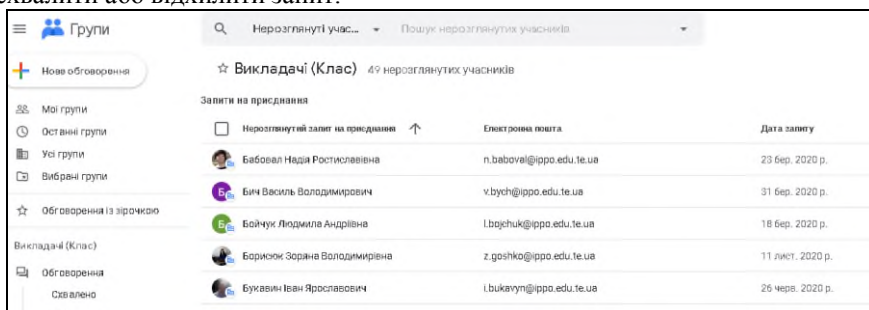 схвалити або відхилити запит.
Групи
Нерозглянуті учас...
Пошук нерозглянутих учасників
Нове обговорення
Викладачі (Клас) 49 нерозглянутих учасників
Запити на приєднання
Мої групи
Останні групи
Усі групи
Вибрані групи
Обговорення із зірочкою
Викладачі (Клас)
Обговорення
Схвалено
Нерозглянутий запит на приєднання Електронна пошта Дата запиту
Бабовал Надія Ростиславівна n.baboval@ippo.edu.te.ua 23 бер. 2020 р.
Б Бич Василь Володимирович v.bych@ippo.edu.te.ua 31 бер. 2020 р.
Б Бойчук Людмила Андріївна l.bojchuk@ippo.edu.te.ua 18 бер. 2020 р.
Борисюк Зоряна Володимирівна z.goshko@ippo.edu.te.ua 11 лист. 2020 р.
Букавин Іван Ярославович i.bukavyn@ippo.edu.te.ua 26 черв. 2020 р.